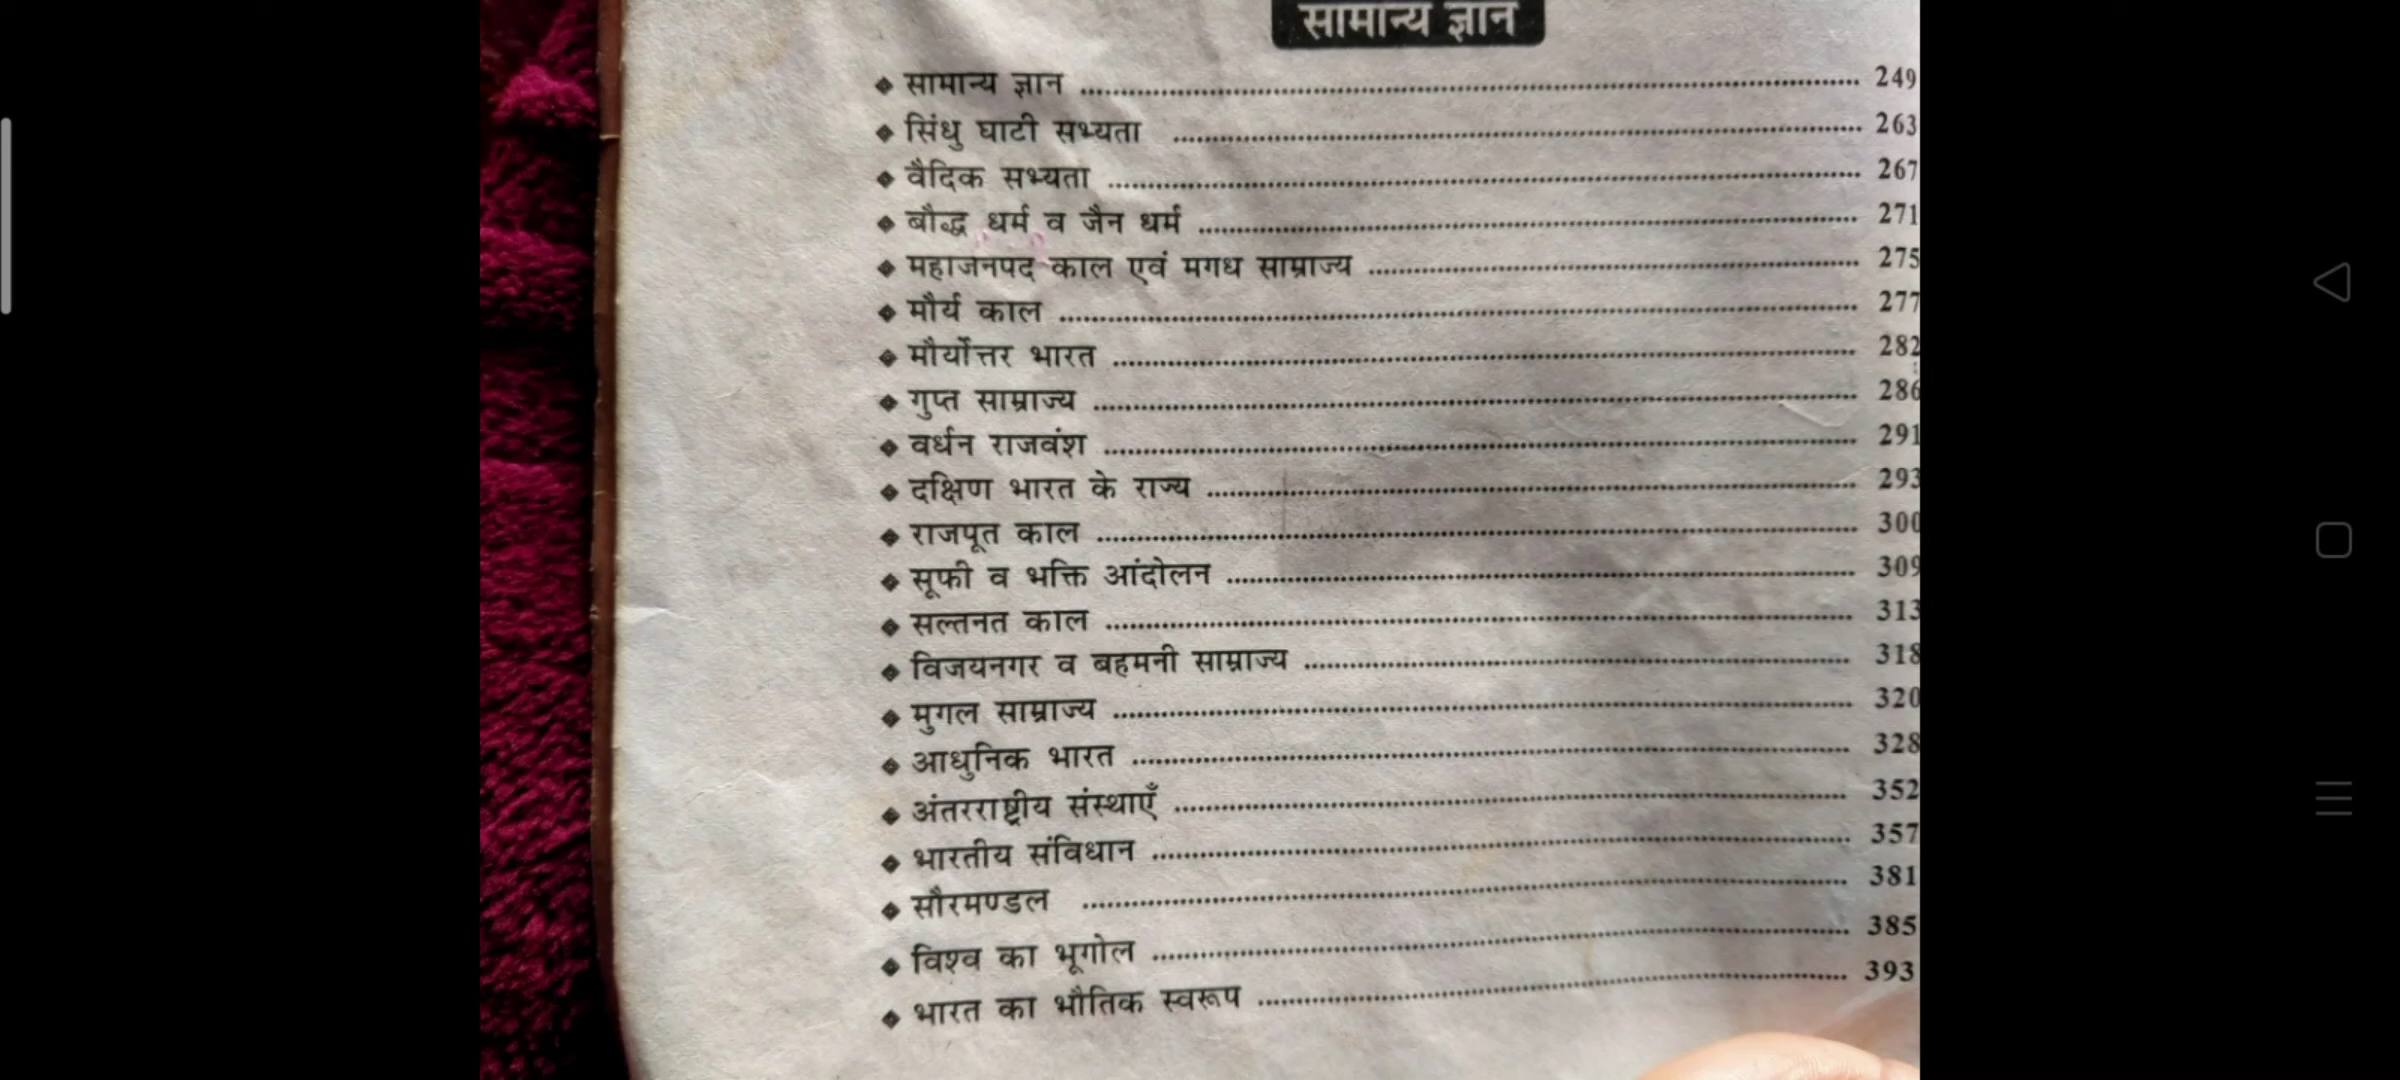 सामान्य ज्ञान
◆ सामान्य ज्ञान ........................ 249
◆ सिंधु घाटी सभ्यता ........................ 263
◆ वैदिक सभ्यता ........................ 267
◆ बौद्ध धर्म व जैन धर्म ........................ 271
◆ महाजनपद काल एवं मगध साम्राज्य ........................ 275
◆ मौर्य काल ........................ 277
◆ मौर्योत्तर भारत ........................ 282
◆ गुप्त साम्राज्य ........................ 286
◆ वर्धन राजवंश ........................ 291
◆ दक्षिण भारत के राज्य ........................ 293
◆ राजपूत काल ........................ 300
◆ सूफी व भक्ति आंदोलन ........................ 309
◆ सल्तनत काल ........................ 313
◆ विजयनगर व बहमनी साम्राज्य ........................ 318
◆ मुगल साम्राज्य ........................ 320
◆ आधुनिक भारत ........................ 328
◆ अंतरराष्ट्रीय संस्थाएँ ........................ 352
◆ भारतीय संविधान ........................ 357
◆ सौरमण्डल ........................ 381
◆ विश्व का भूगोल ........................ 385
◆ भारत का भौतिक स्वरूप ........................ 393